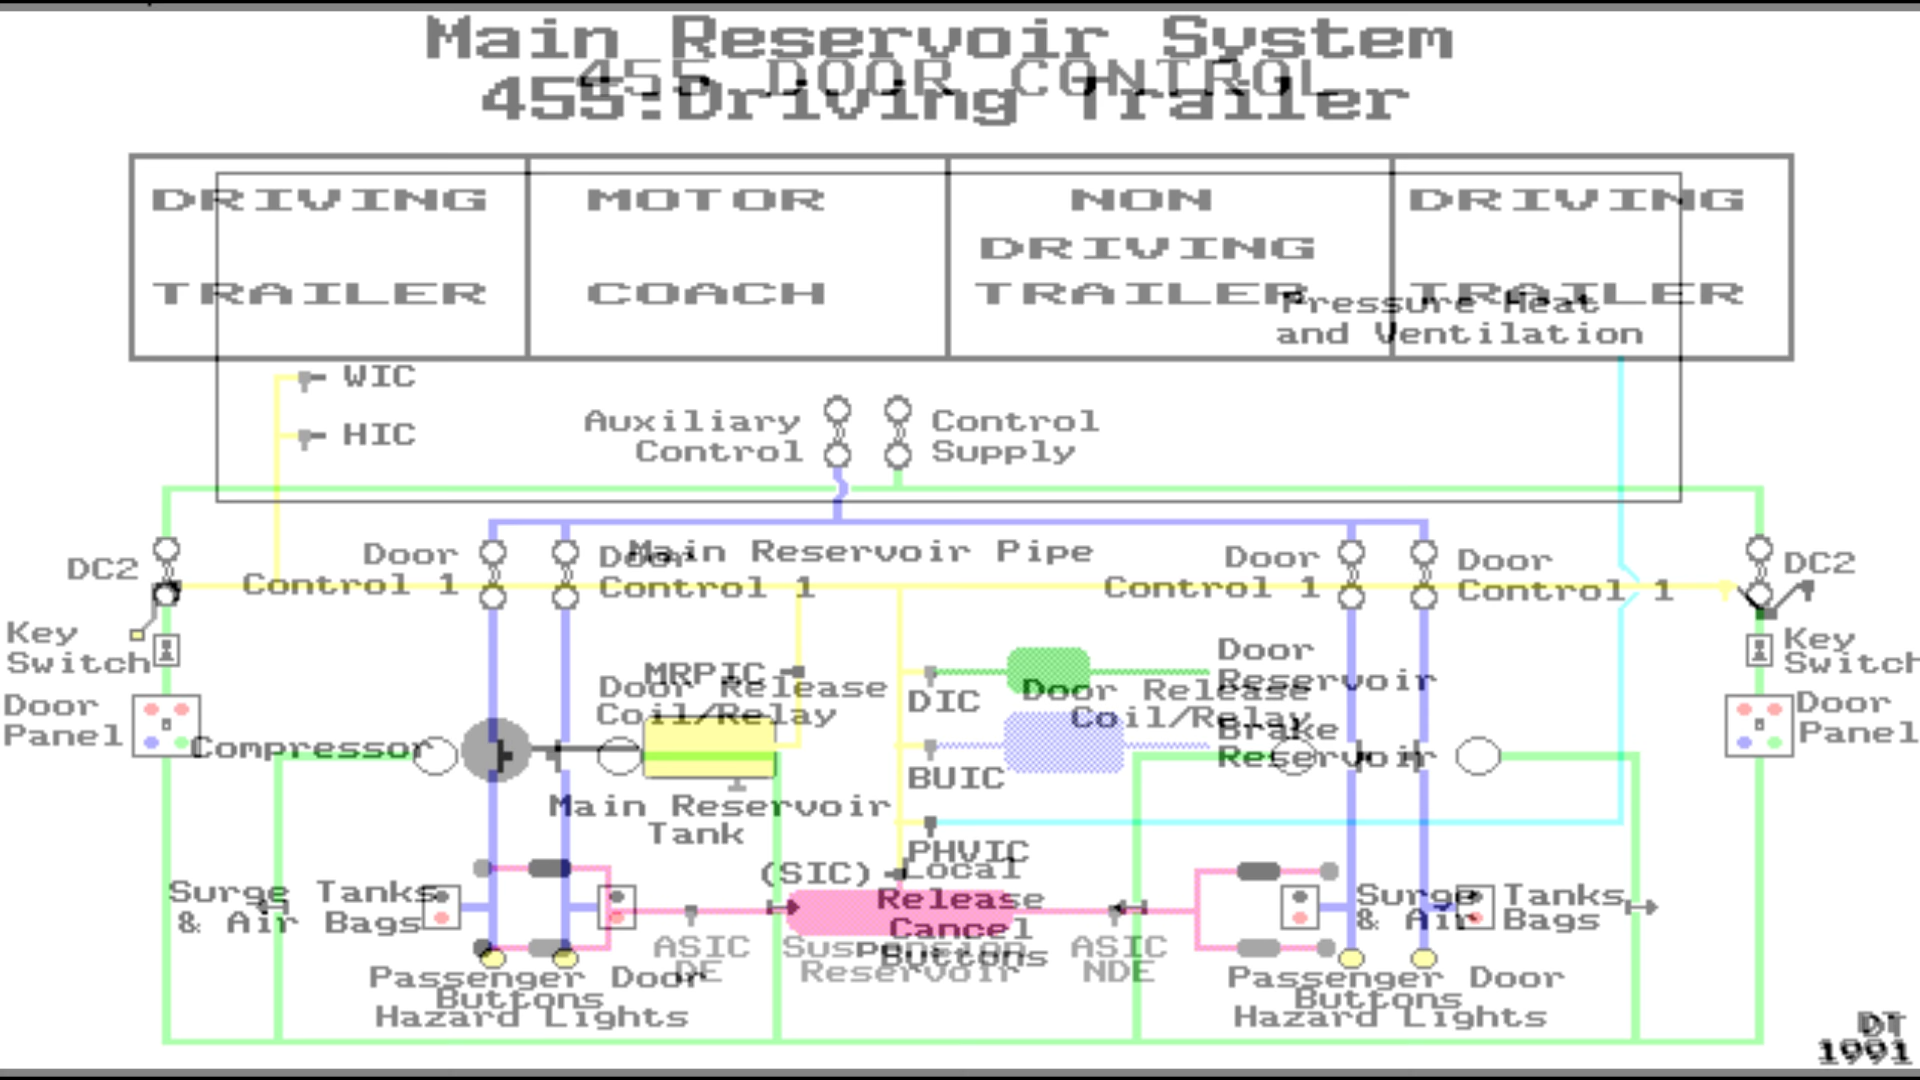 Main Reservoir System
455 DOOR CONTROL
455:Driving Trailer
DRIVING TRAILER
MOTOR COACH
NON DRIVING TRAILER
DRIVING TRAILER
Pressure Heat
and Ventilation
WIC
HIC
Auxiliary
Control
Control
Supply
DC2
Door
Control 1
Door
Control 1
Main Reservoir Pipe
Door
Control 1
Door
Control 1
DC2
Key
Switch
Key
Switch
Door
Panel
Door
Panel
MRPIC
Door Release
Coil/Relay
DIC
Door
Reservoir
Door Release
Coil/Relay
Compressor
BUIC
Brake
Reservoir
Main Reservoir
Tank
PHVIC
(SIC)
Local
Release
Cancel
Buttons
Surge Tanks
& Air Bags
Surge Tanks
& Air Bags
ASIC
DE
Suspension
Reservoir
ASIC
NDE
Passenger Door
Buttons
Hazard Lights
Passenger Door
Buttons
Hazard Lights
DT
1991